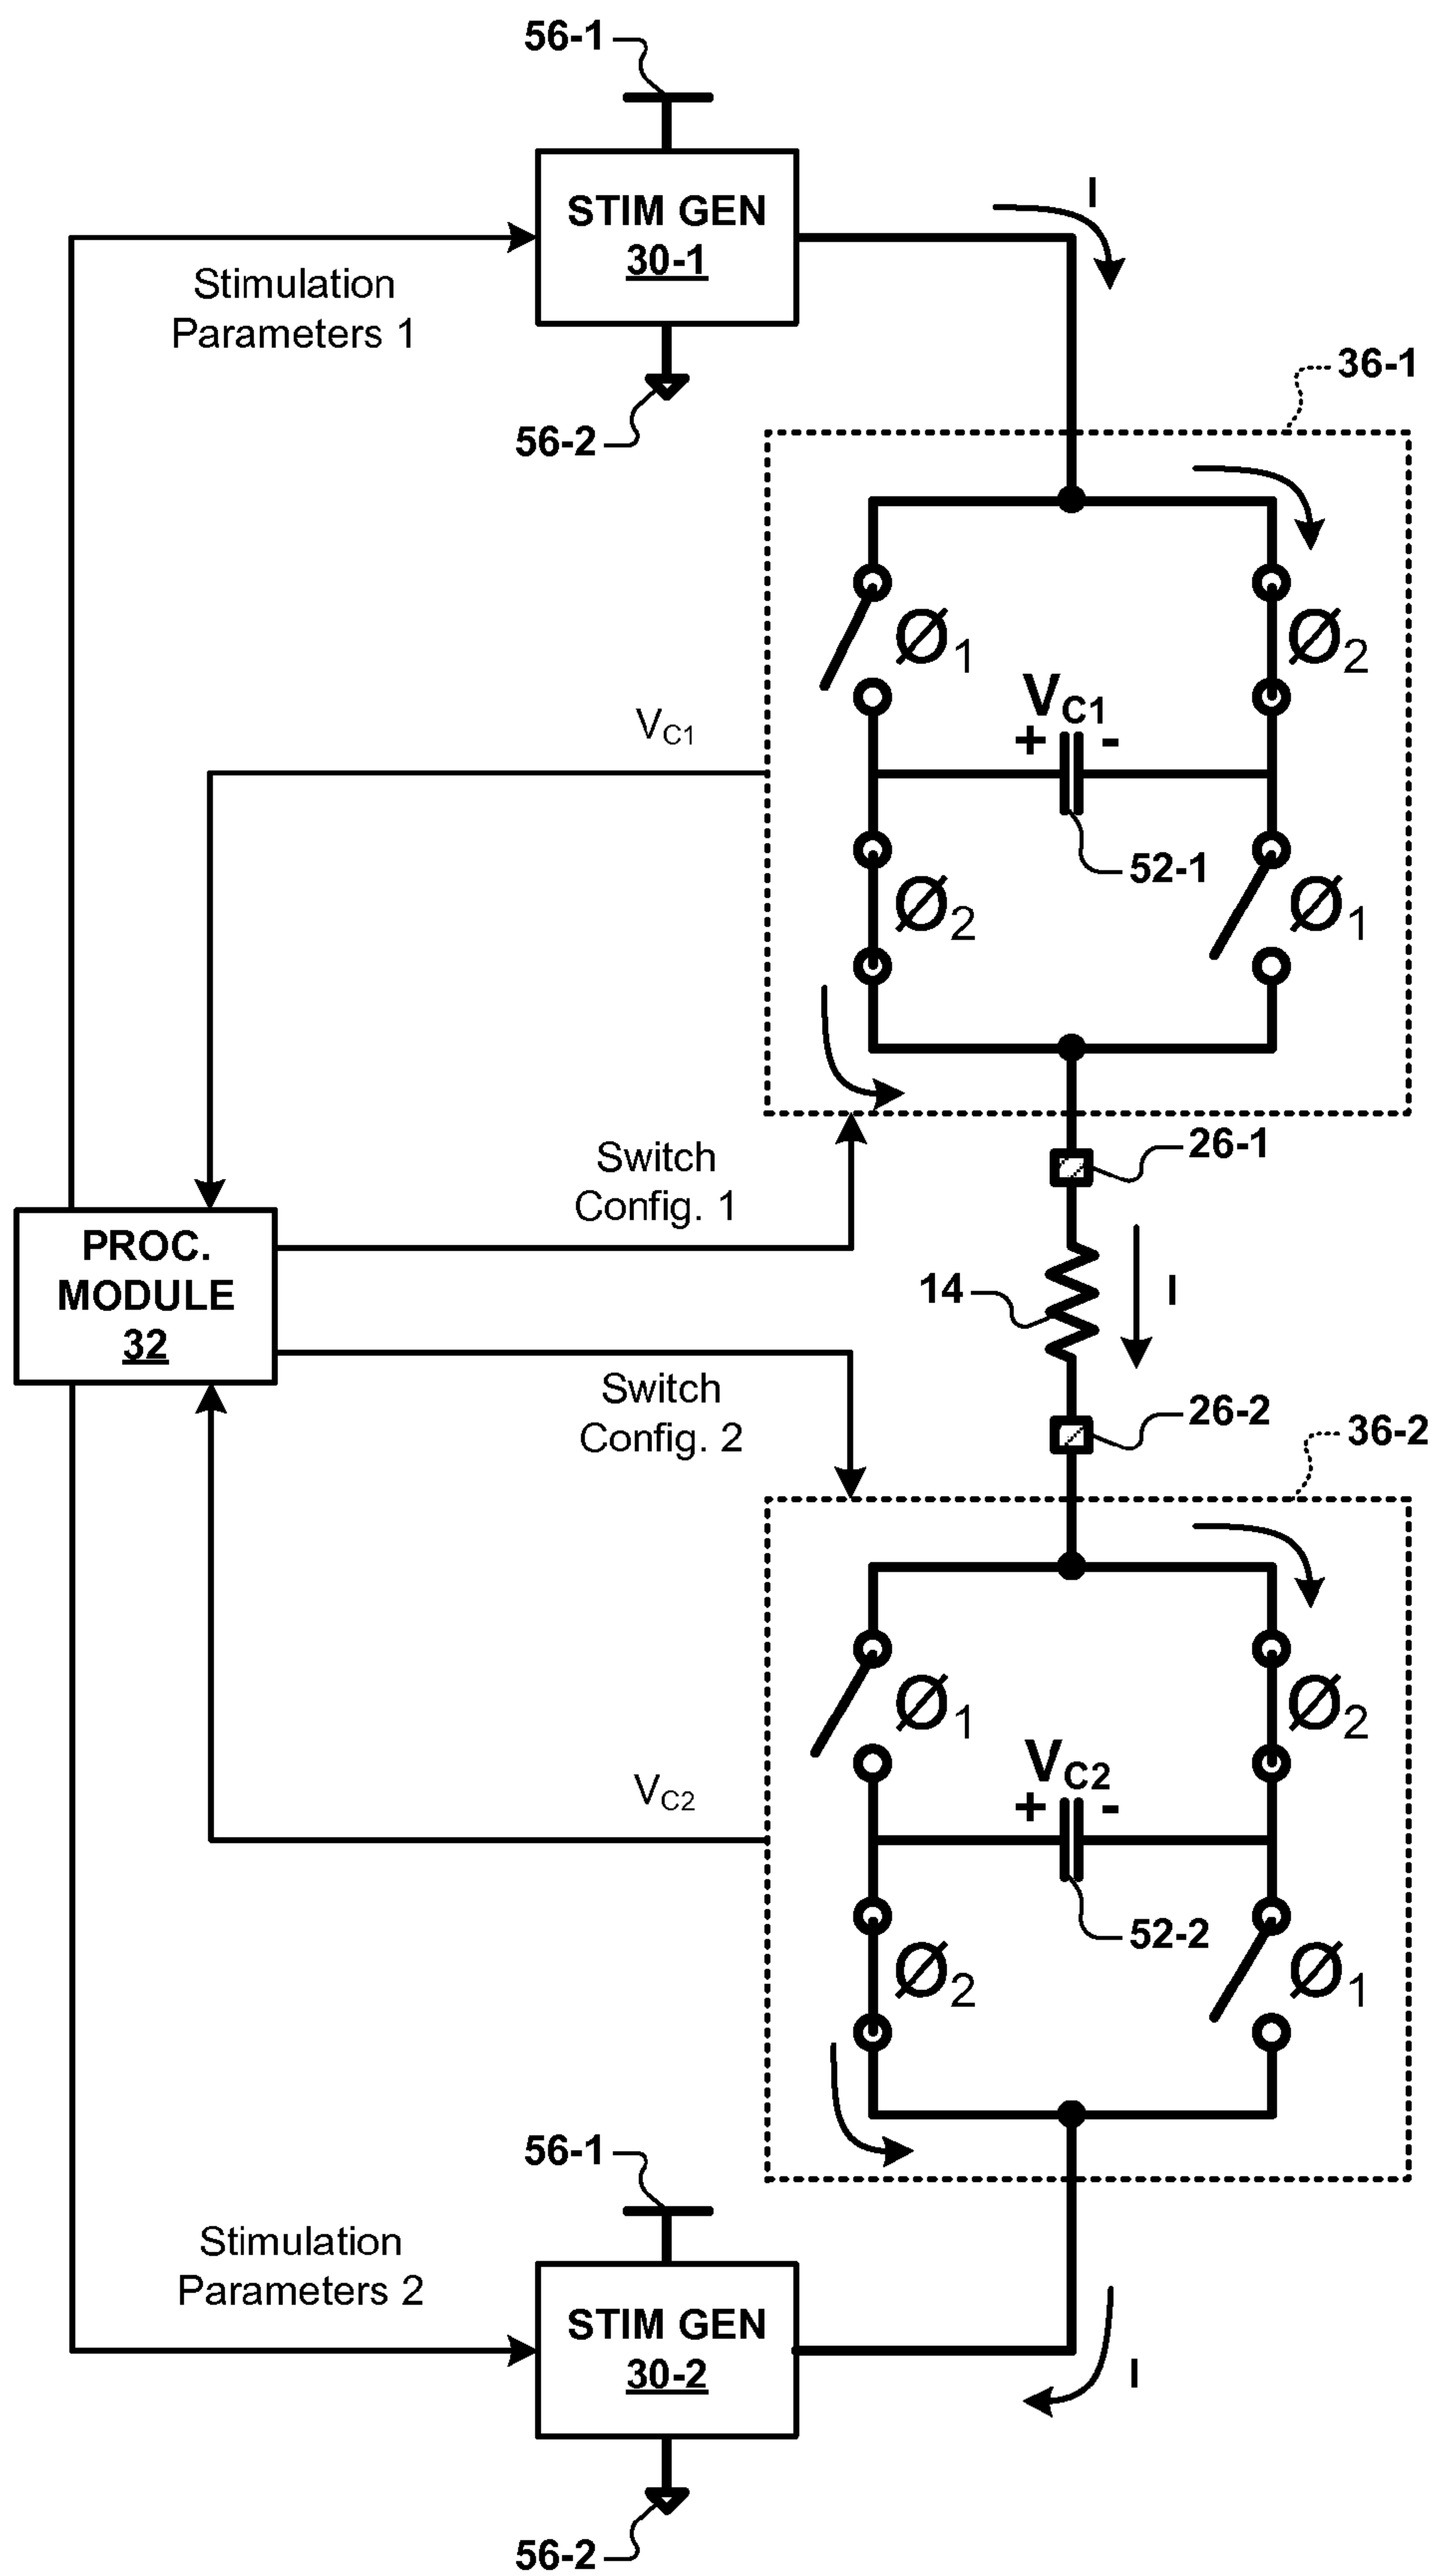 56-1
STIM GEN
30-1
I
Stimulation
Parameters 1
56-2
36-1
Ø1
Ø2
VC1
+ -
VC1
52-1
Ø2
Ø1
26-1
Switch
Config. 1
PROC.
MODULE
32
14
I
Switch
Config. 2
26-2
36-2
Ø1
Ø2
VC2
+ -
VC2
52-2
Ø2
Ø1
56-1
Stimulation
Parameters 2
STIM GEN
30-2
I
56-2